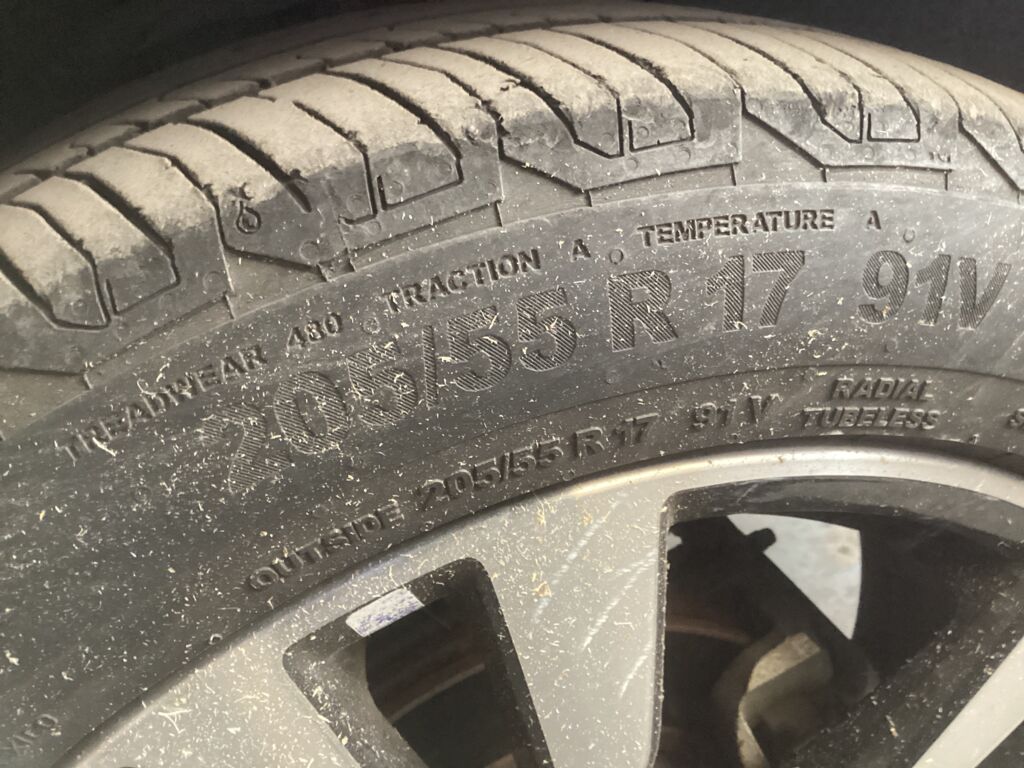 TREADWEAR 480 TRACTION A TEMPERATURE A
205/55 R 17 91V
OUTSIDE 205/55 R 17 91 V
RADIAL
TUBELESS